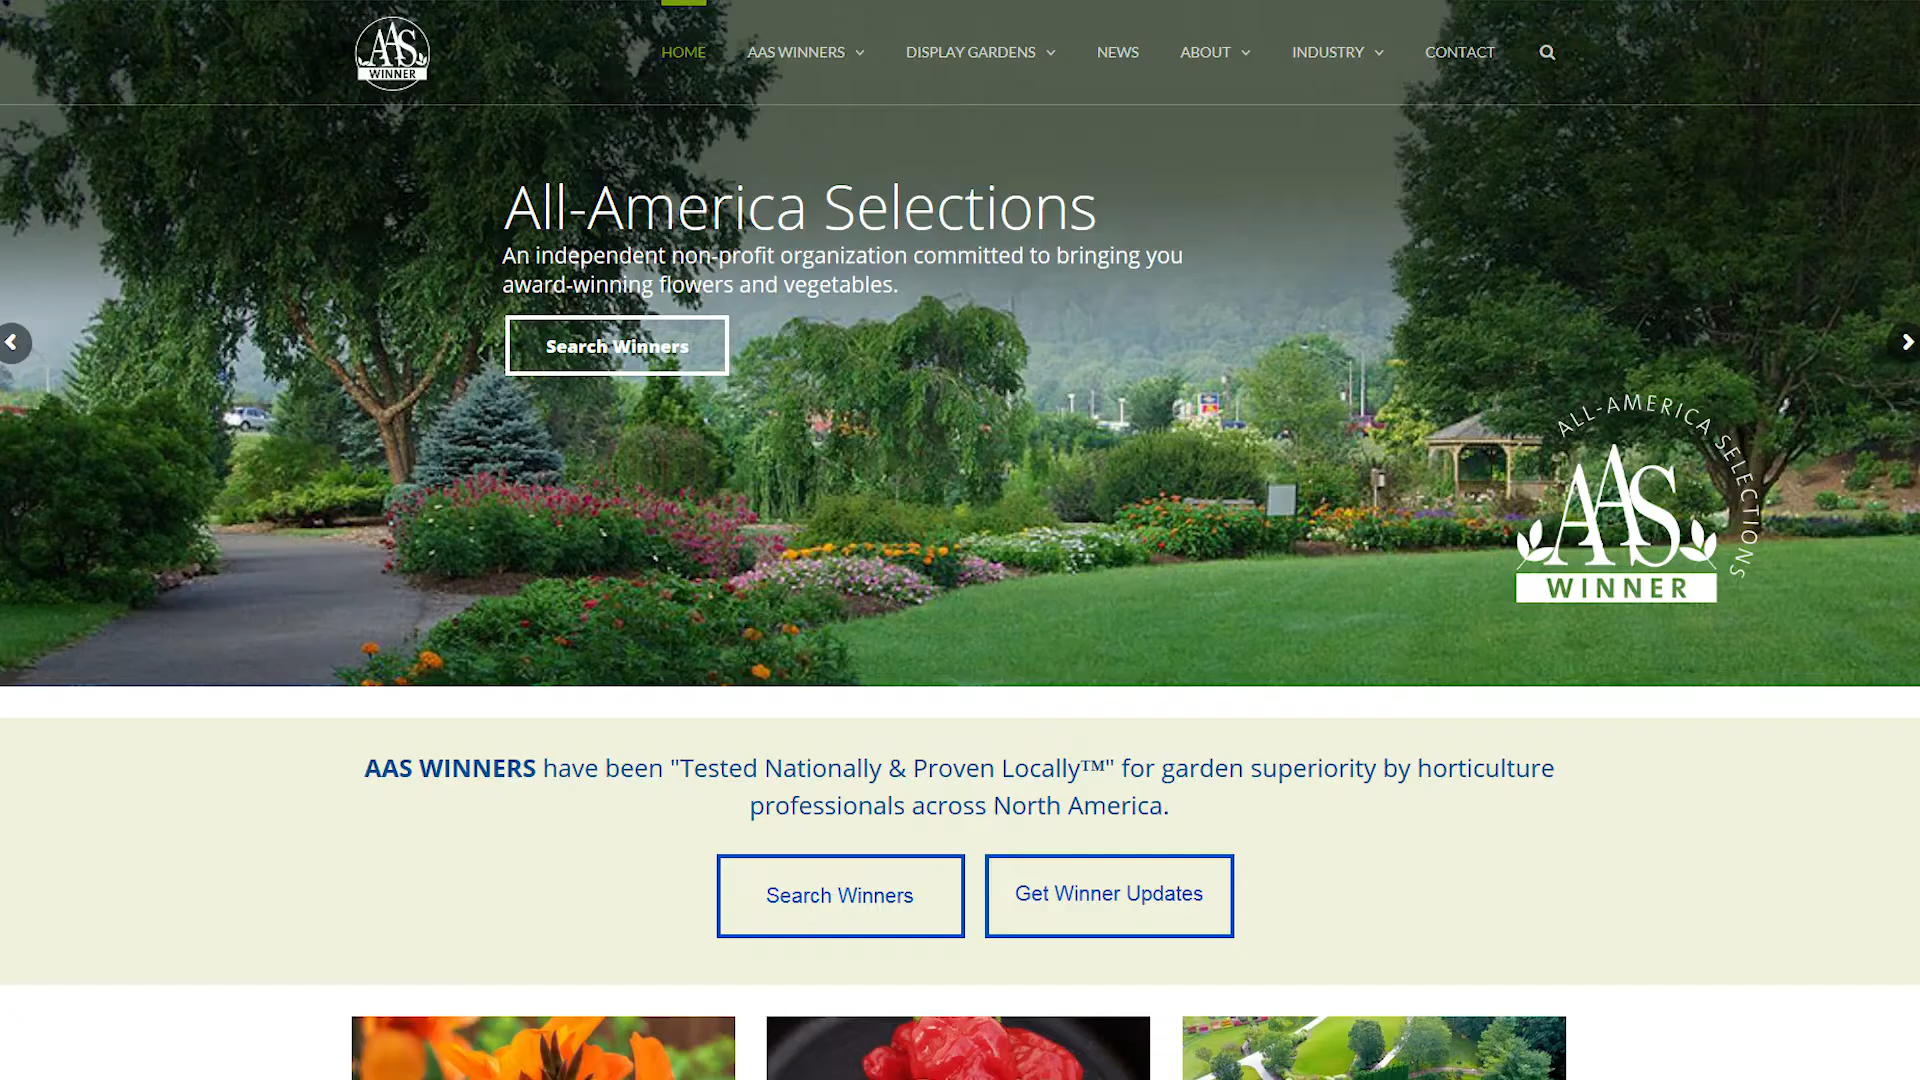 AAS
WINNER
HOME
AAS WINNERS
DISPLAY GARDENS
NEWS
ABOUT
INDUSTRY
CONTACT
All-America Selections
An independent non-profit organization committed to bringing you
award-winning flowers and vegetables.
Search Winners
ALL-AMERICA SELECTIONS
AAS
WINNER
AAS WINNERS have been "Tested Nationally & Proven Locally™" for garden superiority by horticulture
professionals across North America.
Search Winners
Get Winner Updates